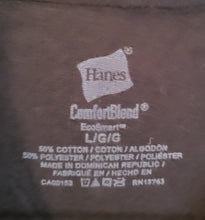 Hanes
ComfortBlend®
EcoSmart™
L/G/G
50% COTTON / COTON / ALGODÓN
50% POLYESTER / POLYESTER / POLIÉSTER
MADE IN DOMINICAN REPUBLIC /
FABRIQUÉ EN / HECHO EN
RN15763